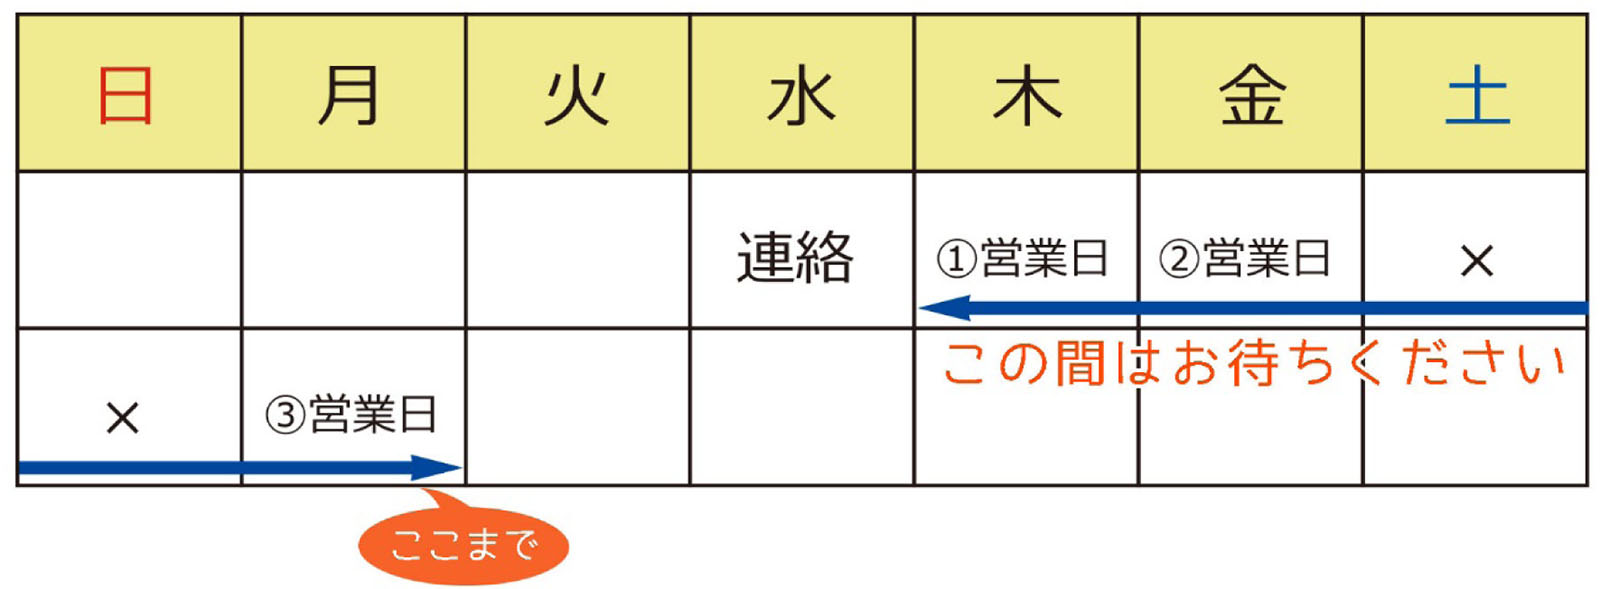 日 月 火 水 木 金 土
連絡 ①営業日 ②営業日 ×
この間はお待ちください
× ③営業日
ここまで